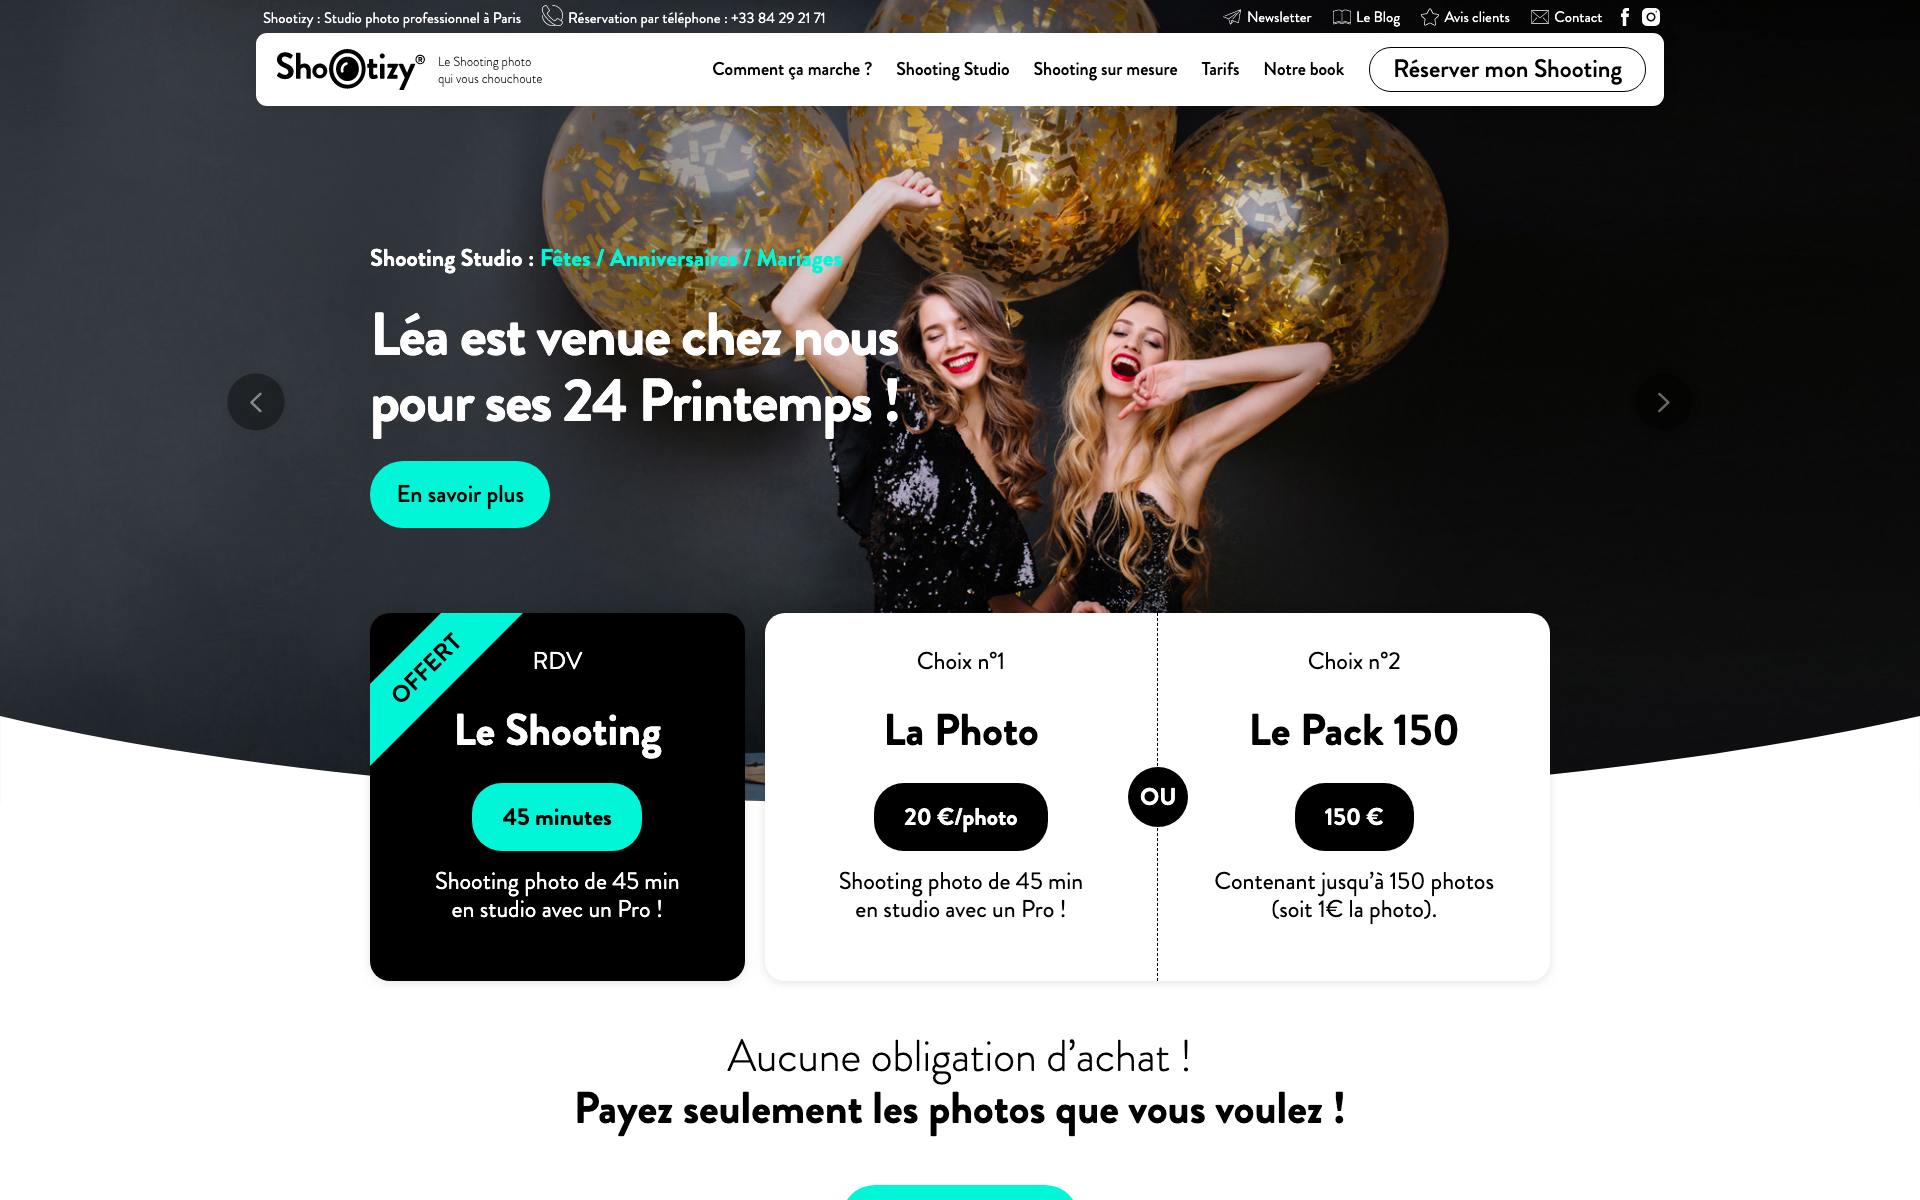 Shootizy : Studio photo professionnel à Paris
Réservation par téléphone : +33 84 29 21 71
Newsletter
Le Blog
Avis clients
Contact
ShoOtizy®
Le Shooting photo
qui vous chouchoute
Comment ça marche ?
Shooting Studio
Shooting sur mesure
Tarifs
Notre book
Réserver mon Shooting
Shooting Studio : Fêtes / Anniversaires / Mariages
Léa est venue chez nous
pour ses 24 Printemps !
En savoir plus
OFFERT
RDV
Le Shooting
45 minutes
Shooting photo de 45 min
en studio avec un Pro !
Choix n°1
La Photo
20 €/photo
Shooting photo de 45 min
en studio avec un Pro !
OU
Choix n°2
Le Pack 150
150 €
Contenant jusqu’à 150 photos
(soit 1€ la photo).
Aucune obligation d’achat !
Payez seulement les photos que vous voulez !